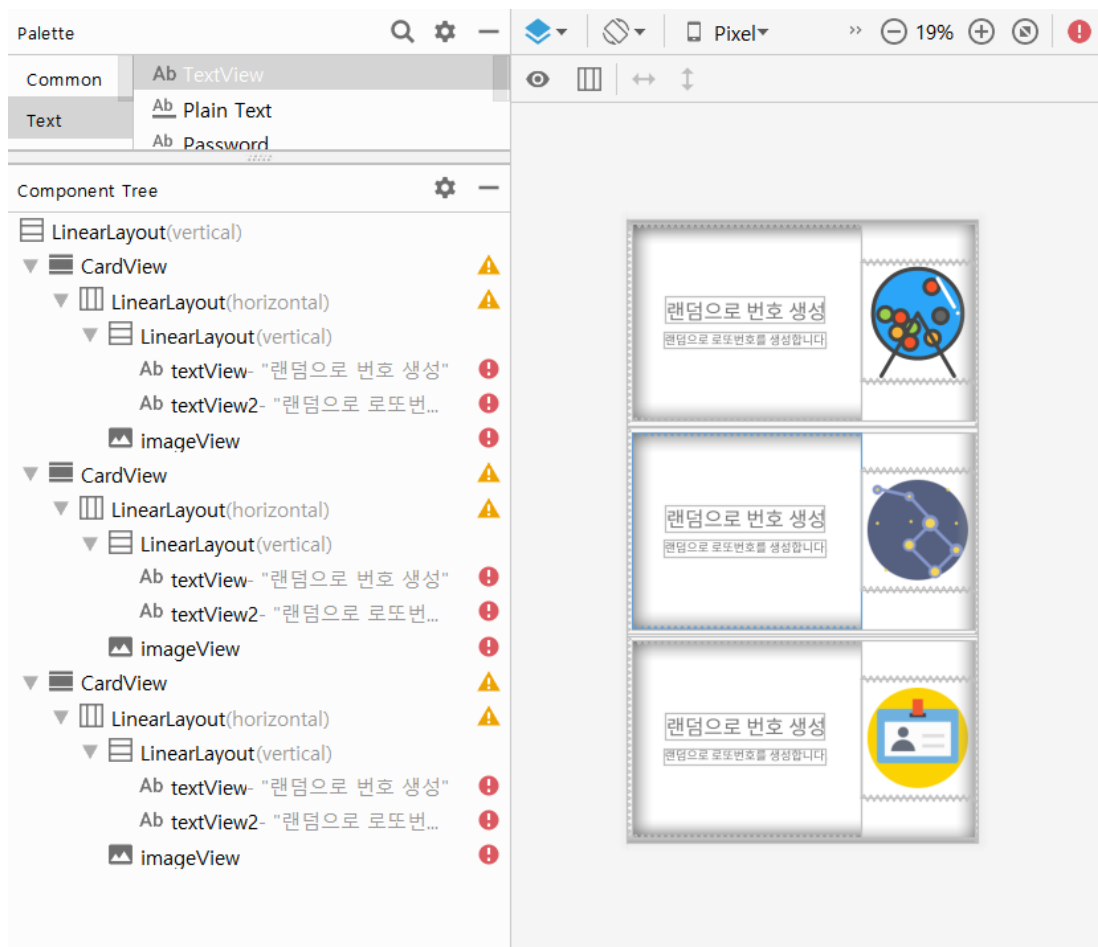 Palette
Common
Text
Ab TextView
Ab Plain Text
Ab Password
Component Tree
LinearLayout(vertical)
CardView
LinearLayout(horizontal)
LinearLayout(vertical)
Ab textView- "랜덤으로 번호 생성"
Ab textView2- "랜덤으로 로또번...
imageView
CardView
LinearLayout(horizontal)
LinearLayout(vertical)
Ab textView- "랜덤으로 번호 생성"
Ab textView2- "랜덤으로 로또번...
imageView
CardView
LinearLayout(horizontal)
LinearLayout(vertical)
Ab textView- "랜덤으로 번호 생성"
Ab textView2- "랜덤으로 로또번...
imageView
Pixel
19%
랜덤으로 번호 생성
랜덤으로 로또번호를 생성합니다
랜덤으로 번호 생성
랜덤으로 로또번호를 생성합니다
랜덤으로 번호 생성
랜덤으로 로또번호를 생성합니다